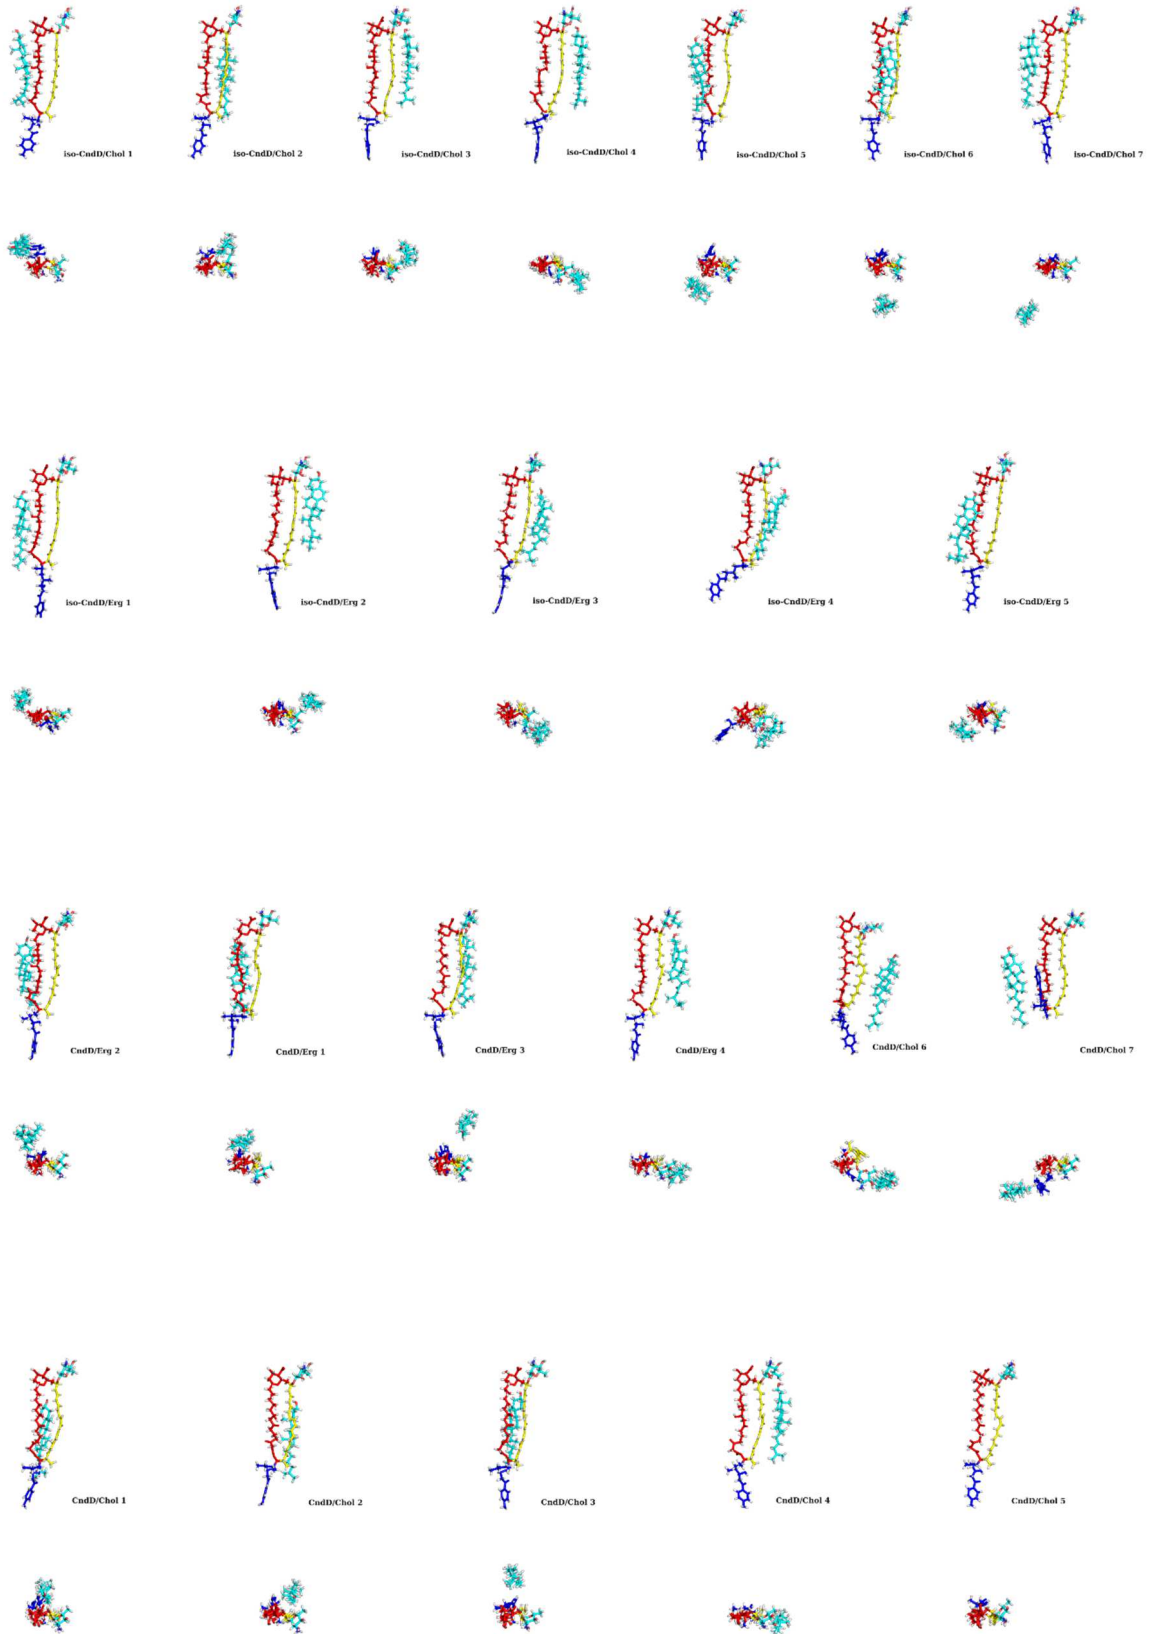 iso-CndD/Chol 1
iso-CndD/Chol 2
iso-CndD/Chol 3
iso-CndD/Chol 4
iso-CndD/Chol 5
iso-CndD/Chol 6
iso-CndD/Chol 7
iso-CndD/Erg 1
iso-CndD/Erg 2
iso-CndD/Erg 3
iso-CndD/Erg 4
iso-CndD/Erg 5
CndD/Erg 2
CndD/Erg 1
CndD/Erg 3
CndD/Erg 4
CndD/Chol 6
CndD/Chol 7
CndD/Chol 1
CndD/Chol 2
CndD/Chol 3
CndD/Chol 4
CndD/Chol 5